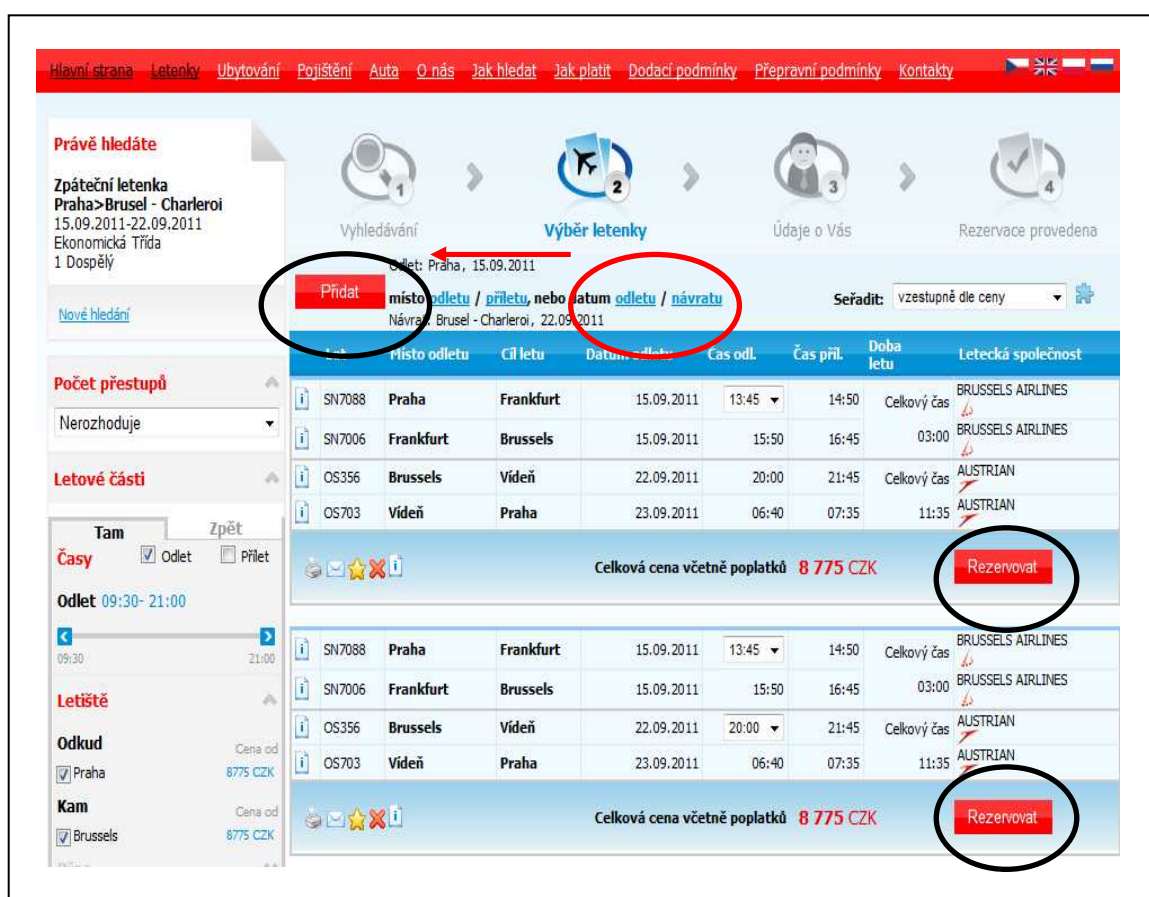 Hlavní strana Letenky Ubytování Pojištění Auta O nás Jak hledat Jak platit Dodací podmínky Přepravní podmínky Kontakty
Právě hledáte
Zpáteční letenka
Praha>Brusel - Charleroi
15.09.2011-22.09.2011
Ekonomická Třída
1 Dospělý
Nové hledání
1 2 3 4
Vyhledávání Výběr letenky Údaje o Vás Rezervace provedena
Odlet: Praha, 15.09.2011
Přidat místo odletu / příletu, nebo datum odletu / návratu
Návrat: Brusel - Charleroi, 22.09.2011
Seřadit: vzestupně dle ceny
Počet přestupů
Nerozhoduje
Letové části
Tam Zpět
Časy Odlet Přílet
Odlet 09:30- 21:00
09:30 21:00
Letiště
Odkud Cena od
Praha 8775 CZK
Kam Cena od
Brussels 8775 CZK
Let Místo odletu Cíl letu Datum odletu Čas odl. Čas příl. Doba letu Letecká společnost
SN7088 Praha Frankfurt 15.09.2011 13:45 14:50 Celkový čas BRUSSELS AIRLINES
SN7006 Frankfurt Brussels 15.09.2011 15:50 16:45 03:00 BRUSSELS AIRLINES
OS356 Brussels Vídeň 22.09.2011 20:00 21:45 Celkový čas AUSTRIAN
OS703 Vídeň Praha 23.09.2011 06:40 07:35 11:35 AUSTRIAN
Celková cena včetně poplatků 8 775 CZK Rezervovat
SN7088 Praha Frankfurt 15.09.2011 13:45 14:50 Celkový čas BRUSSELS AIRLINES
SN7006 Frankfurt Brussels 15.09.2011 15:50 16:45 03:00 BRUSSELS AIRLINES
OS356 Brussels Vídeň 22.09.2011 20:00 21:45 Celkový čas AUSTRIAN
OS703 Vídeň Praha 23.09.2011 06:40 07:35 11:35 AUSTRIAN
Celková cena včetně poplatků 8 775 CZK Rezervovat